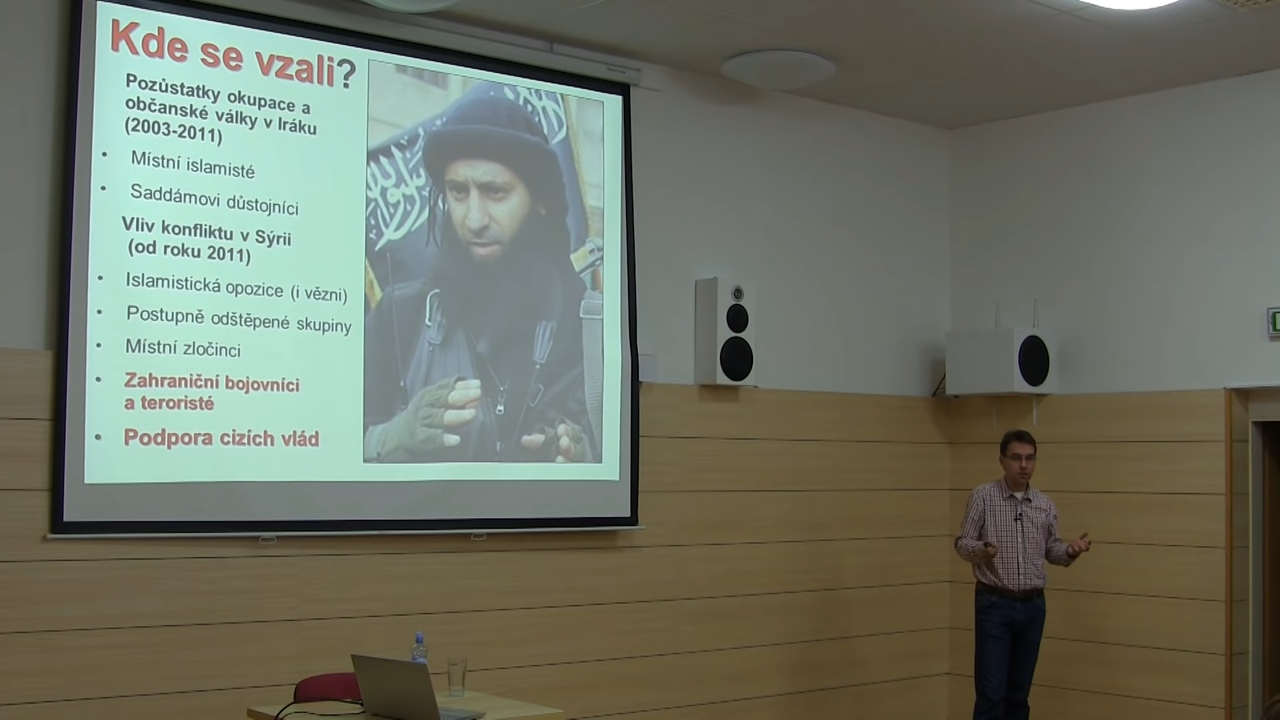 Kde se vzali?
Pozůstatky okupace a
občanské války v Iráku
(2003-2011)
• Místní islamisté
• Saddámovi důstojníci
Vliv konfliktu v Sýrii
(od roku 2011)
• Islamistická opozice (i vězni)
• Postupně odštěpené skupiny
• Místní zločinci
• Zahraniční bojovníci
a teroristé
• Podpora cizích vlád